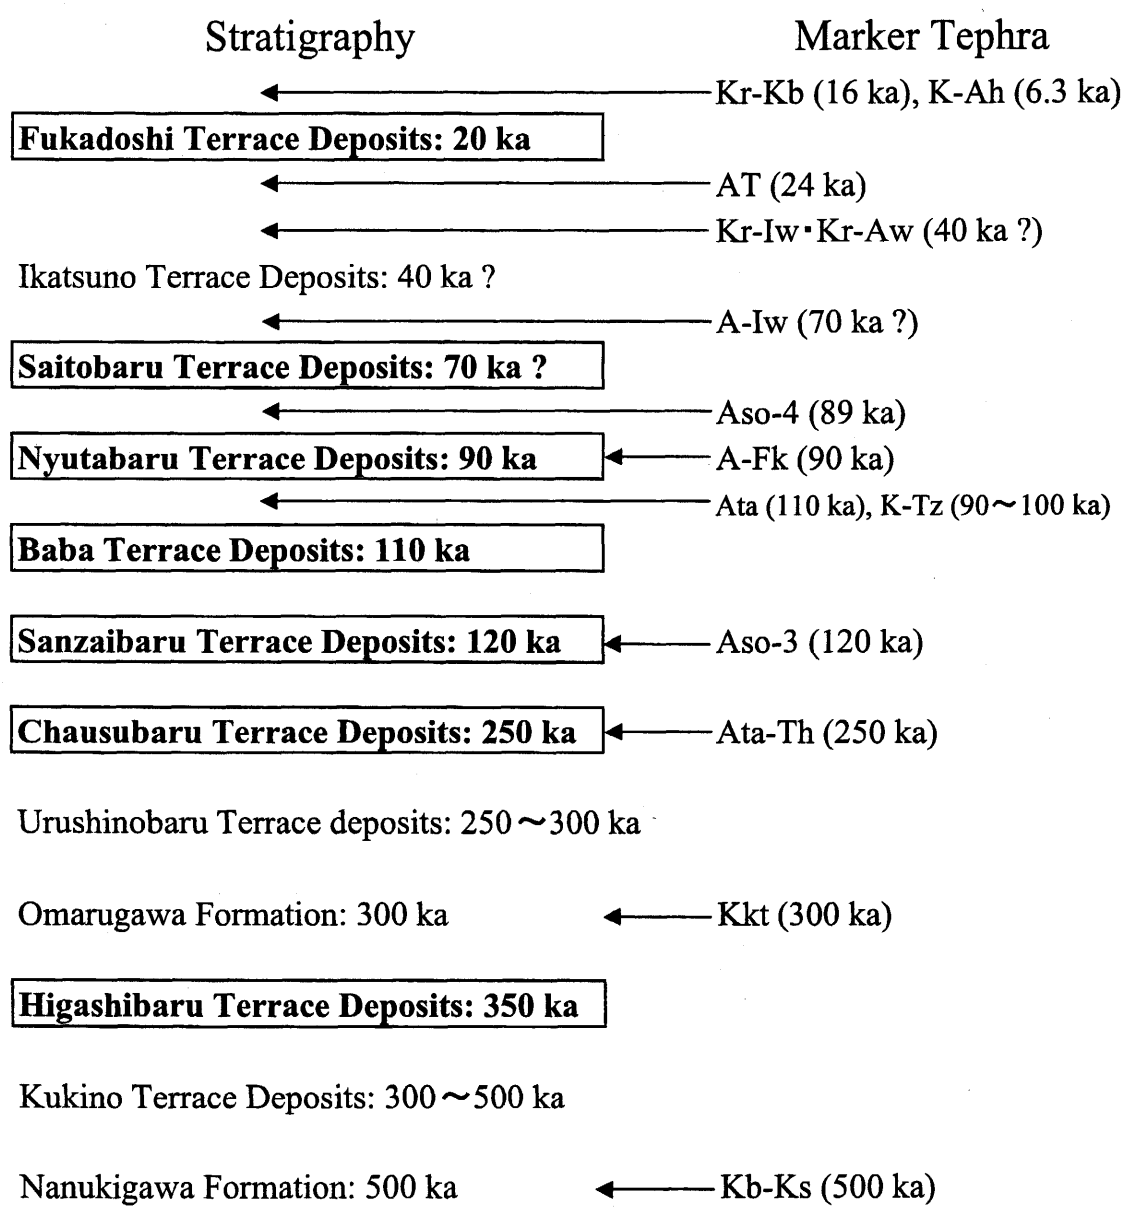 Stratigraphy
Marker Tephra
Kr-Kb (16 ka), K-Ah (6.3 ka)
Fukadoshi Terrace Deposits: 20 ka
AT (24 ka)
Kr-Iw・Kr-Aw (40 ka ?)
Ikatsuno Terrace Deposits: 40 ka ?
A-Iw (70 ka ?)
Saitobaru Terrace Deposits: 70 ka ?
Aso-4 (89 ka)
Nyutabaru Terrace Deposits: 90 ka
A-Fk (90 ka)
Ata (110 ka), K-Tz (90～100 ka)
Baba Terrace Deposits: 110 ka
Sanzaibaru Terrace Deposits: 120 ka
Aso-3 (120 ka)
Chausubaru Terrace Deposits: 250 ka
Ata-Th (250 ka)
Urushinobaru Terrace deposits: 250～300 ka
Omarugawa Formation: 300 ka
Kkt (300 ka)
Higashibaru Terrace Deposits: 350 ka
Kukino Terrace Deposits: 300～500 ka
Nanukigawa Formation: 500 ka
Kb-Ks (500 ka)